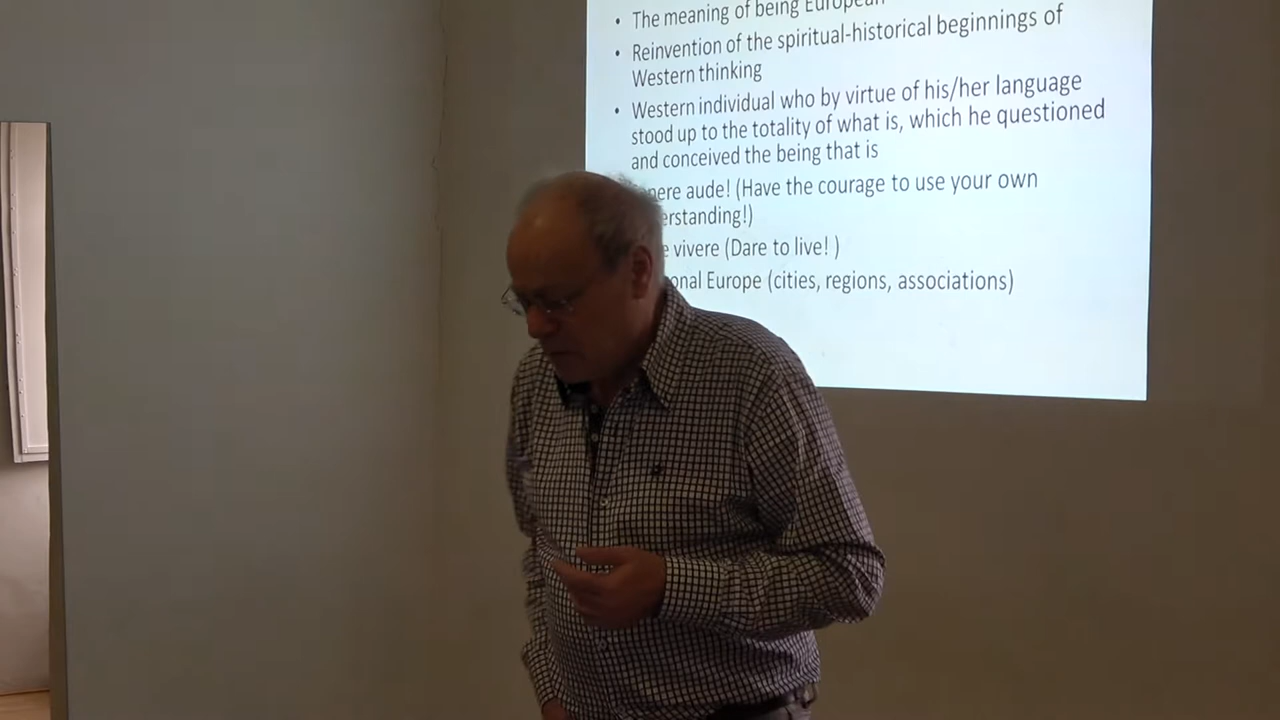 • The meaning of being European
• Reinvention of the spiritual-historical beginnings of
Western thinking
• Western individual who by virtue of his/her language
stood up to the totality of what is, which he questioned
and conceived the being that is
aude! (Have the courage to use your own
vivere (Dare to live! )
Europe (cities, regions, associations)